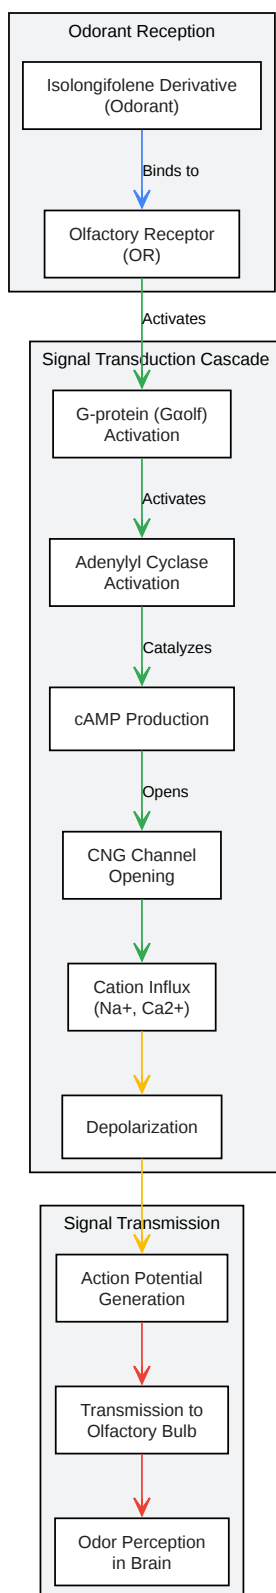 Odorant Reception
Isolongifolene Derivative
(Odorant)
Binds to
Olfactory Receptor
(OR)
Activates
Signal Transduction Cascade
G-protein (Gαolf)
Activation
Activates
Adenylyl Cyclase
Activation
Catalyzes
cAMP Production
Opens
CNG Channel
Opening
Cation Influx
(Na+, Ca2+)
Depolarization
Signal Transmission
Action Potential
Generation
Transmission to
Olfactory Bulb
Odor Perception
in Brain